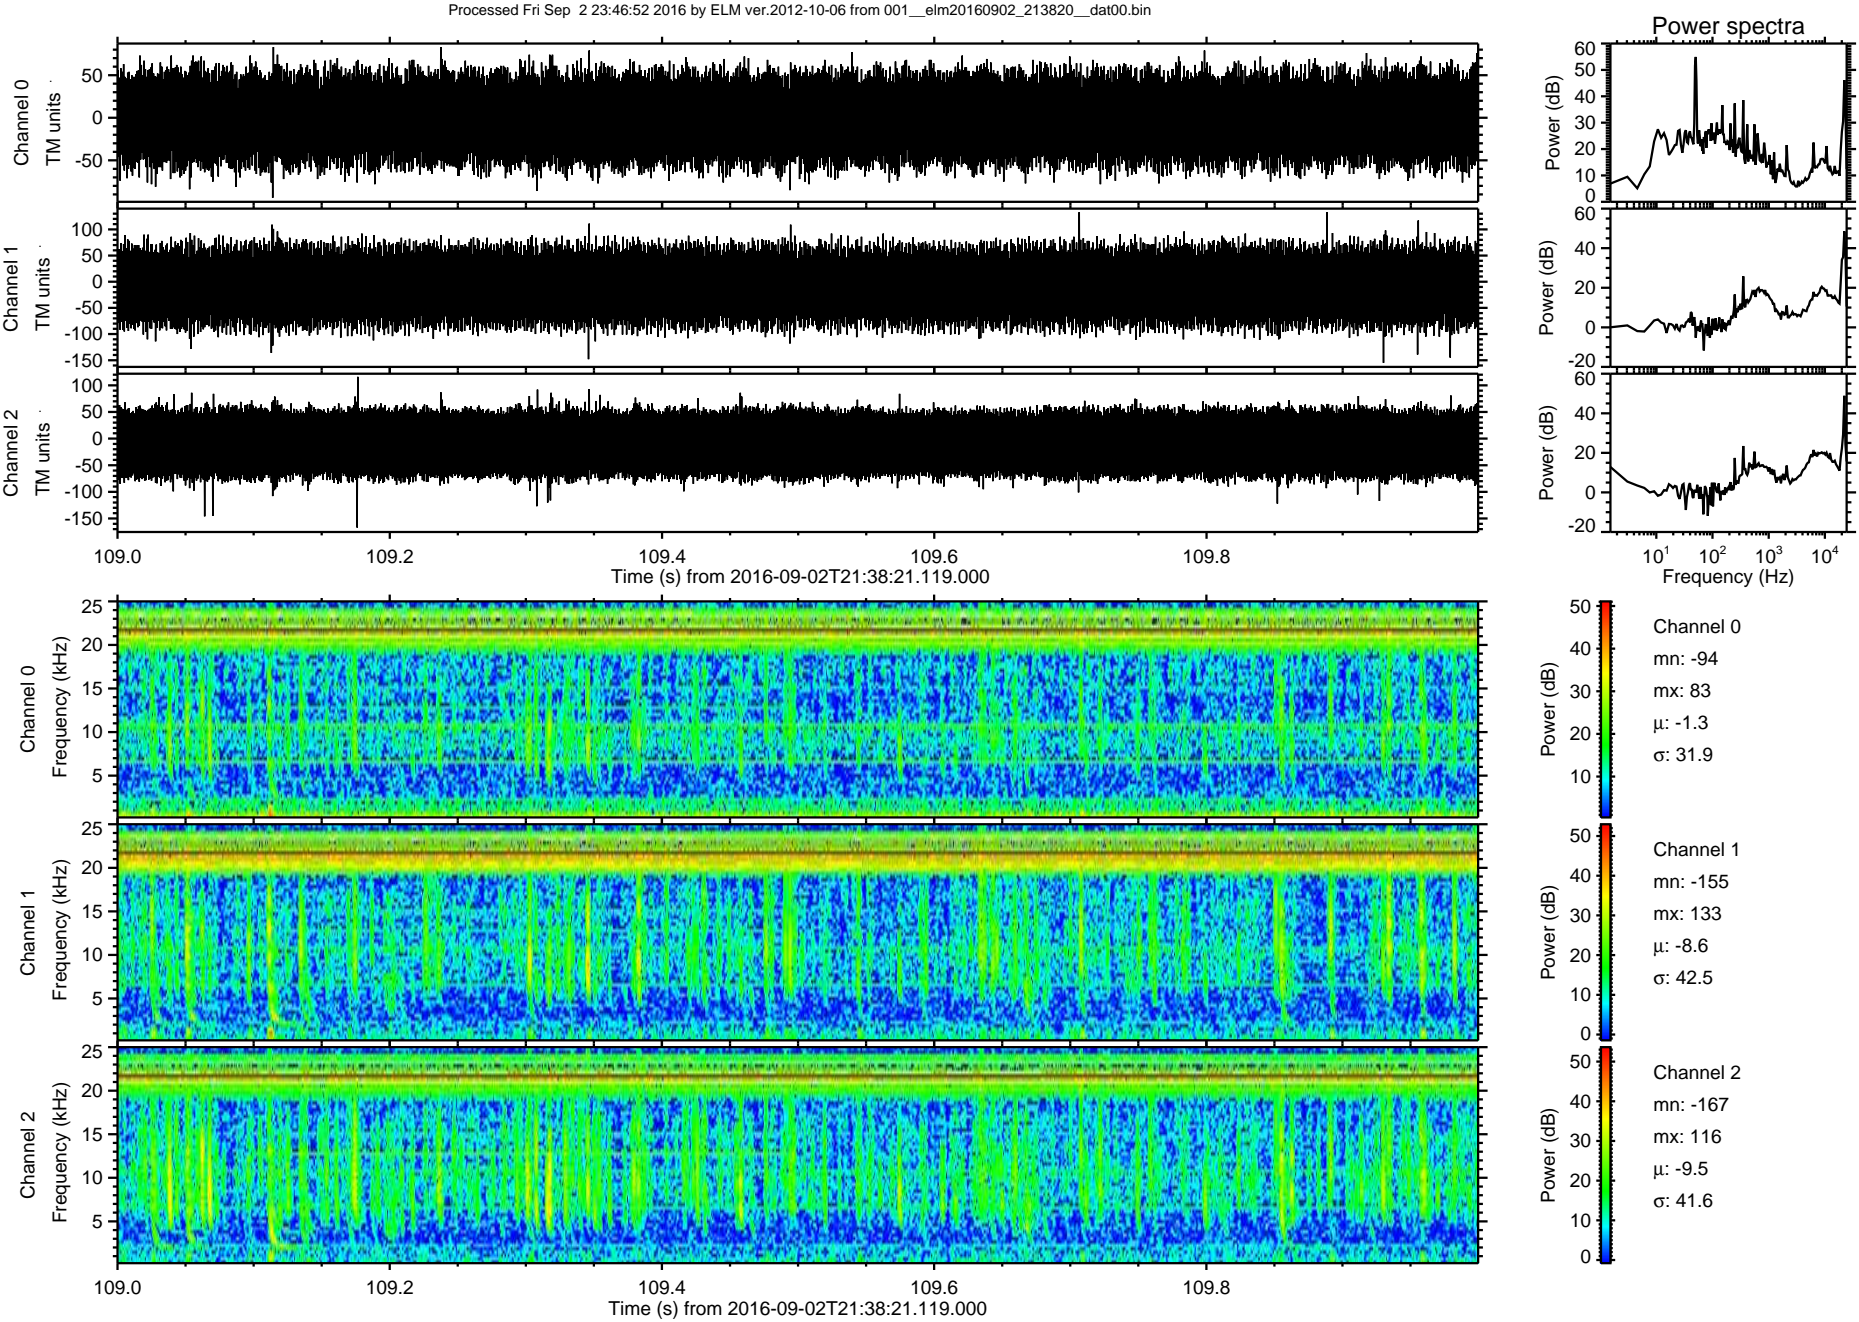 Processed Fri Sep  2 23:46:52 2016 by ELM ver.2012-10-06 from 001__elm20160902_213820__dat00.bin
Power spectra
Channel 0
TM units
50
0
-50
Power (dB)
60
50
40
30
20
10
0
Channel 1
TM units
100
50
0
-50
-100
-150
Power (dB)
60
40
20
0
-20
Channel 2
TM units
100
50
0
-50
-100
-150
Power (dB)
60
40
20
0
-20
109.0 109.2 109.4 109.6 109.8
Time (s) from 2016-09-02T21:38:21.119.000
10^1 10^2 10^3 10^4
Frequency (Hz)
Channel 0
Frequency (kHz)
25
20
15
10
5
Power (dB)
50
40
30
20
10
Channel 0
mn: -94
mx: 83
μ: -1.3
σ: 31.9
Channel 1
Frequency (kHz)
25
20
15
10
5
Power (dB)
50
40
30
20
10
0
Channel 1
mn: -155
mx: 133
μ: -8.6
σ: 42.5
Channel 2
Frequency (kHz)
25
20
15
10
5
Power (dB)
50
40
30
20
10
0
Channel 2
mn: -167
mx: 116
μ: -9.5
σ: 41.6
109.0 109.2 109.4 109.6 109.8
Time (s) from 2016-09-02T21:38:21.119.000